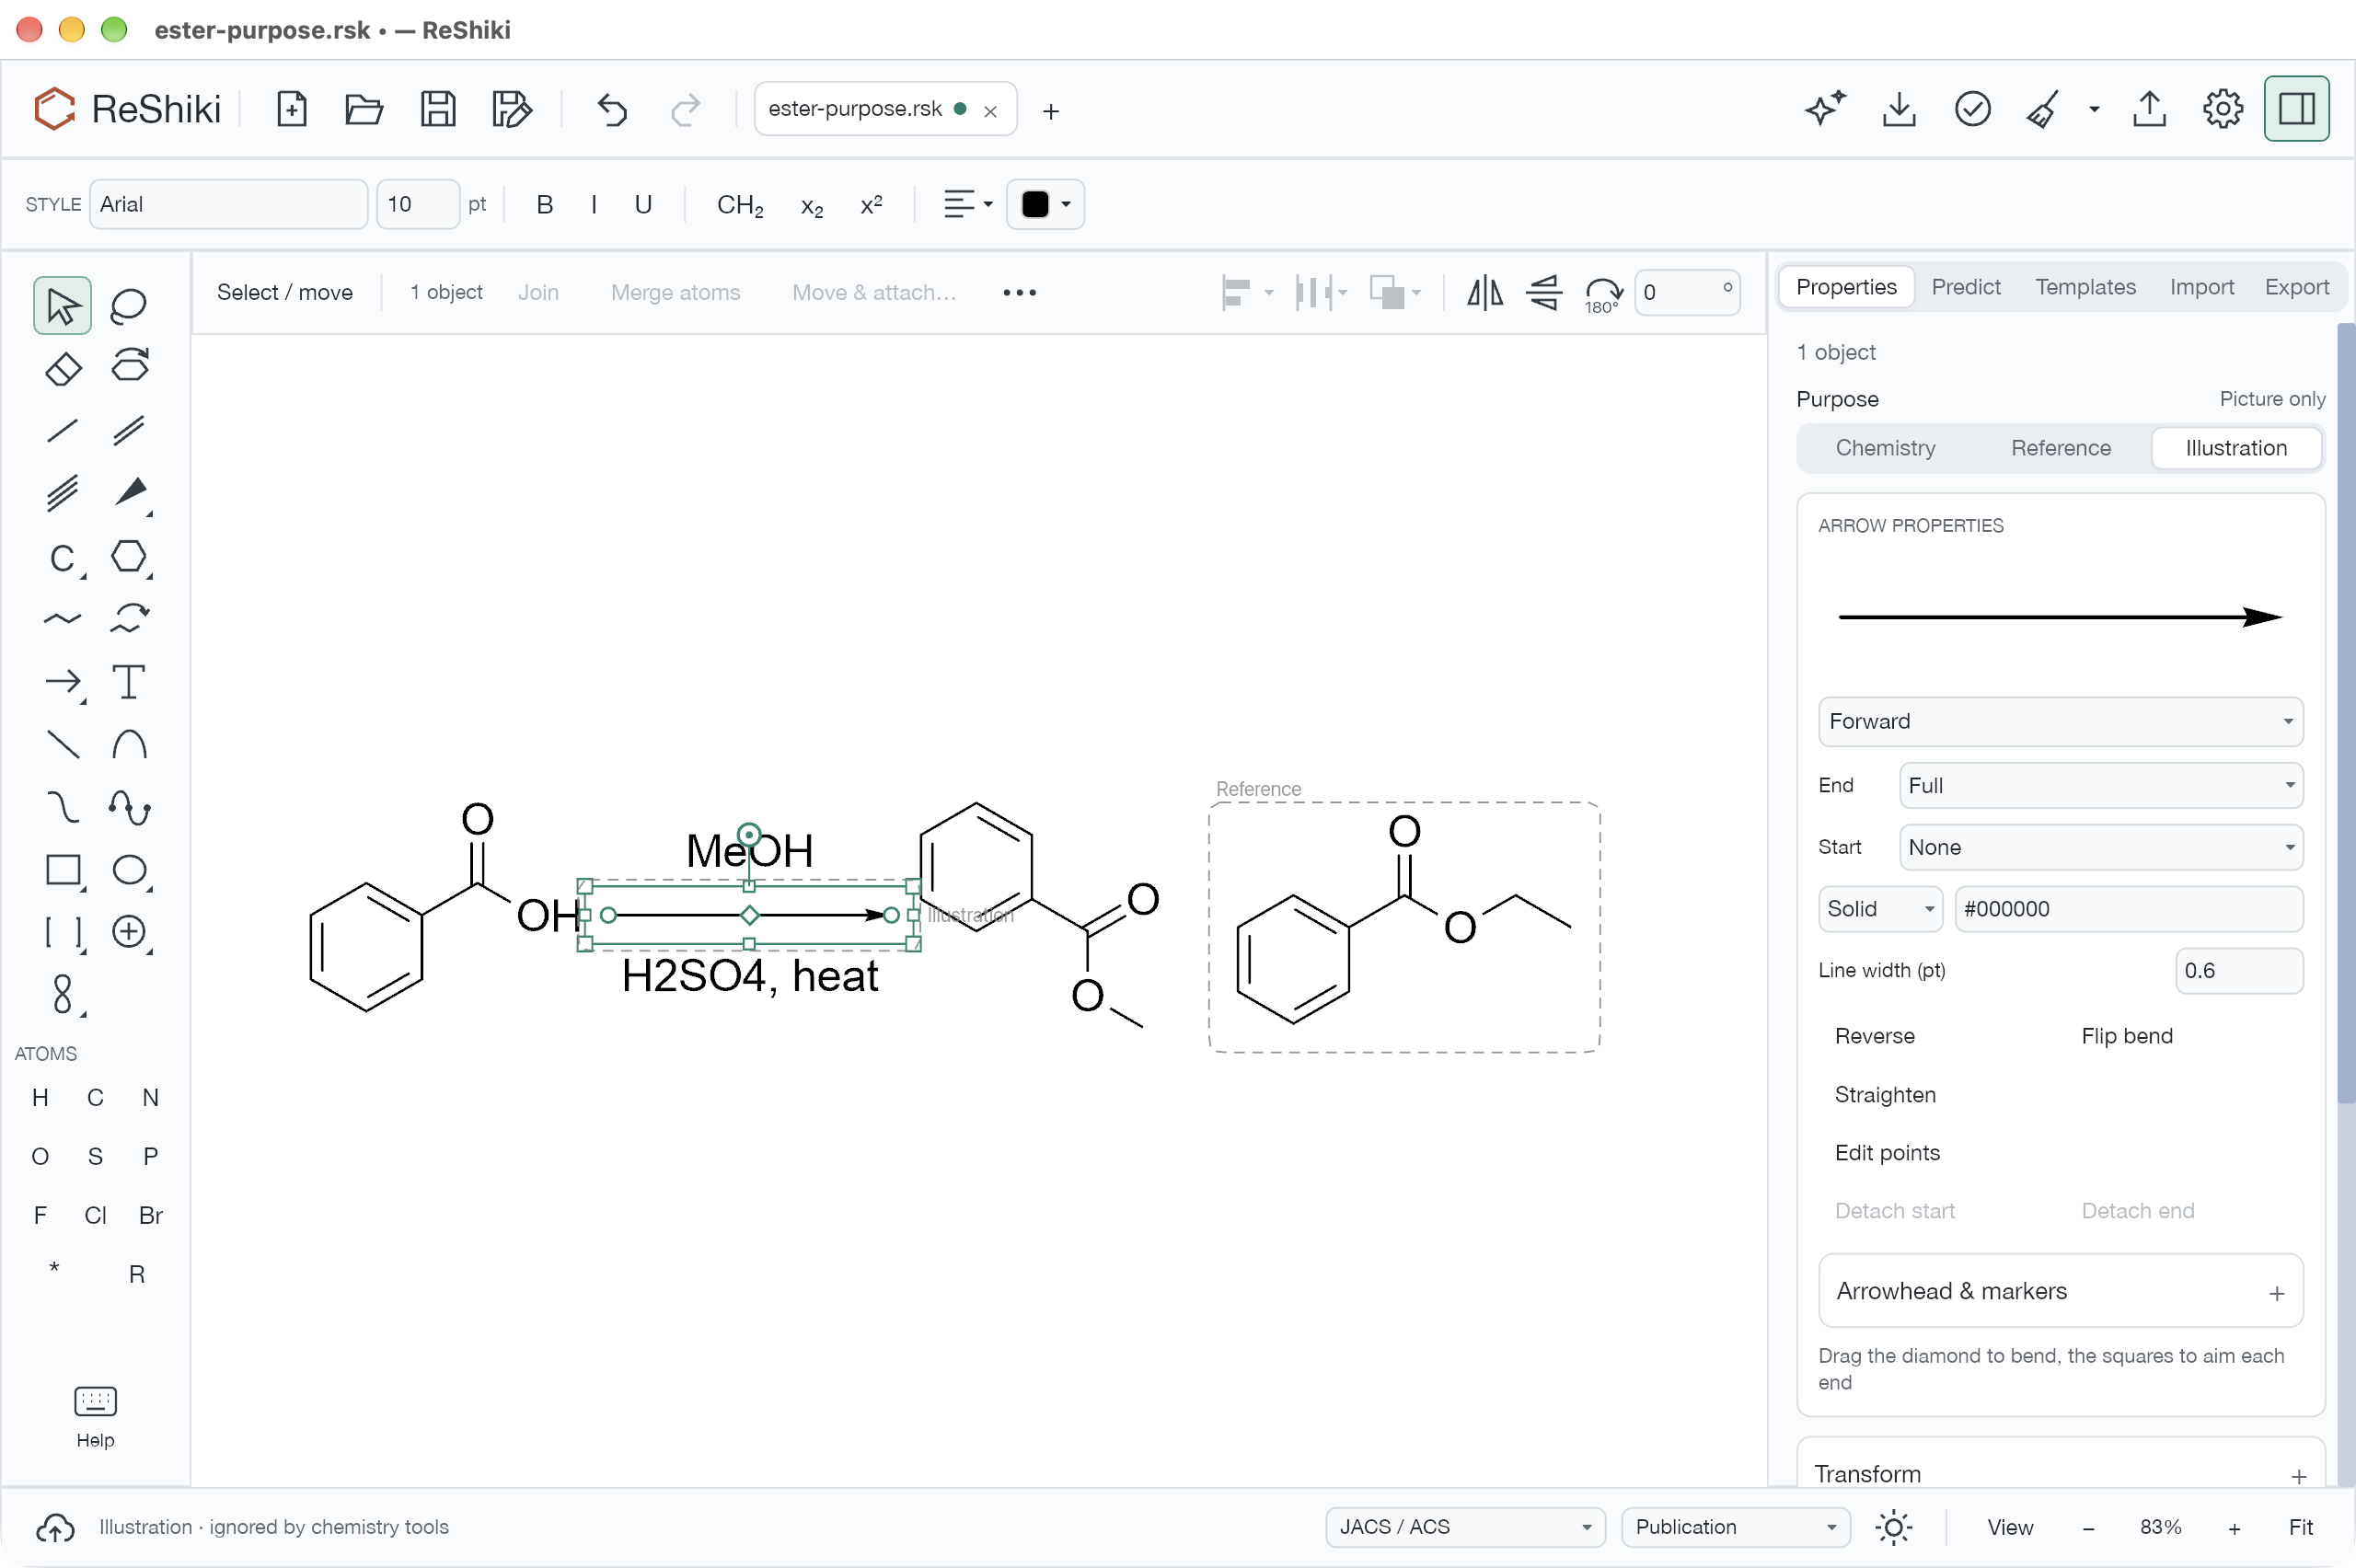 ester-purpose.rsk • — ReShiki
ReShiki
ester-purpose.rsk
STYLE Arial 10 pt B I U CH₂ x₂ x²
Select / move 1 object Join Merge atoms Move & attach… 180° 0 °
Properties Predict Templates Import Export
1 object
Purpose Picture only
Chemistry Reference Illustration
ARROW PROPERTIES
Forward
End Full
Start None
Solid #000000
Line width (pt) 0.6
Reverse Flip bend
Straighten
Edit points
Detach start Detach end
Arrowhead & markers +
Drag the diamond to bend, the squares to aim each
end
Transform +
C
T
ATOMS
H C N
O S P
F Cl Br
* R
Help
O
OH
MeOH
H2SO4, heat
Illustration
O
O
Reference
O
O
Illustration · ignored by chemistry tools
JACS / ACS Publication View − 83% + Fit